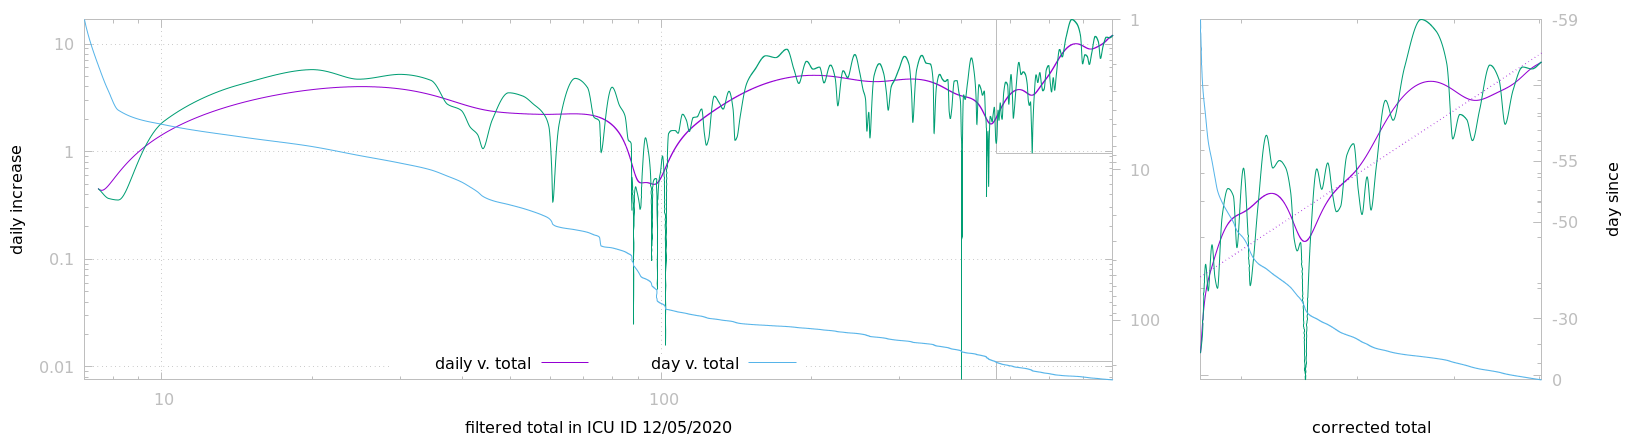 10
1
0.1
0.01
daily increase
10
100
filtered total in ICU ID 12/05/2020
daily v. total
day v. total
1
10
100
-59
-55
-50
-30
0
day since
corrected total